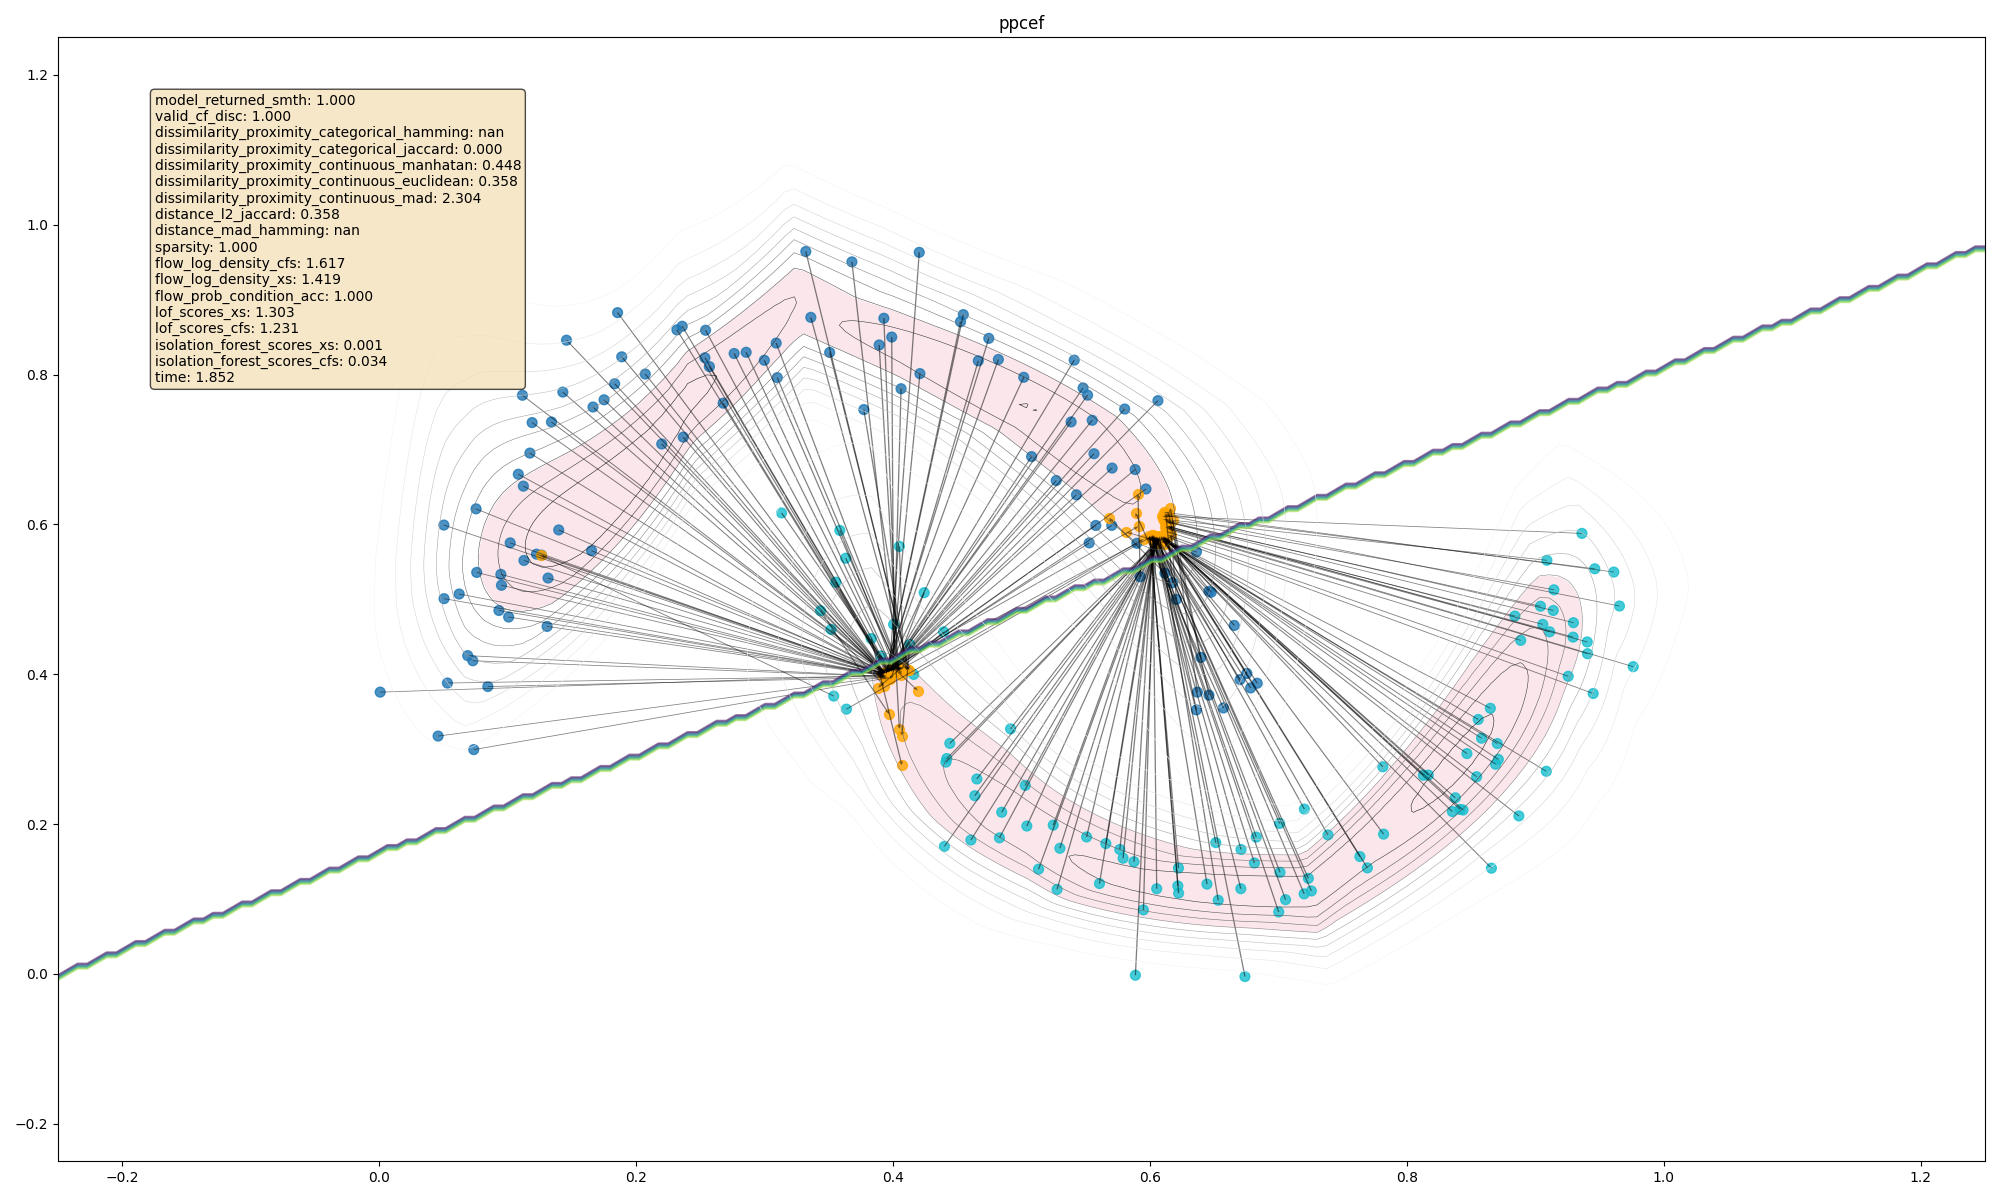 ppcef
1.2
1.0
0.8
0.6
0.4
0.2
0.0
−0.2
model_returned_smth: 1.000
valid_cf_disc: 1.000
dissimilarity_proximity_categorical_hamming: nan
dissimilarity_proximity_categorical_jaccard: 0.000
dissimilarity_proximity_continuous_manhatan: 0.448
dissimilarity_proximity_continuous_euclidean: 0.358
dissimilarity_proximity_continuous_mad: 2.304
distance_l2_jaccard: 0.358
distance_mad_hamming: nan
sparsity: 1.000
flow_log_density_cfs: 1.617
flow_log_density_xs: 1.419
flow_prob_condition_acc: 1.000
lof_scores_xs: 1.303
lof_scores_cfs: 1.231
isolation_forest_scores_xs: 0.001
isolation_forest_scores_cfs: 0.034
time: 1.852
−0.2 0.0 0.2 0.4 0.6 0.8 1.0 1.2